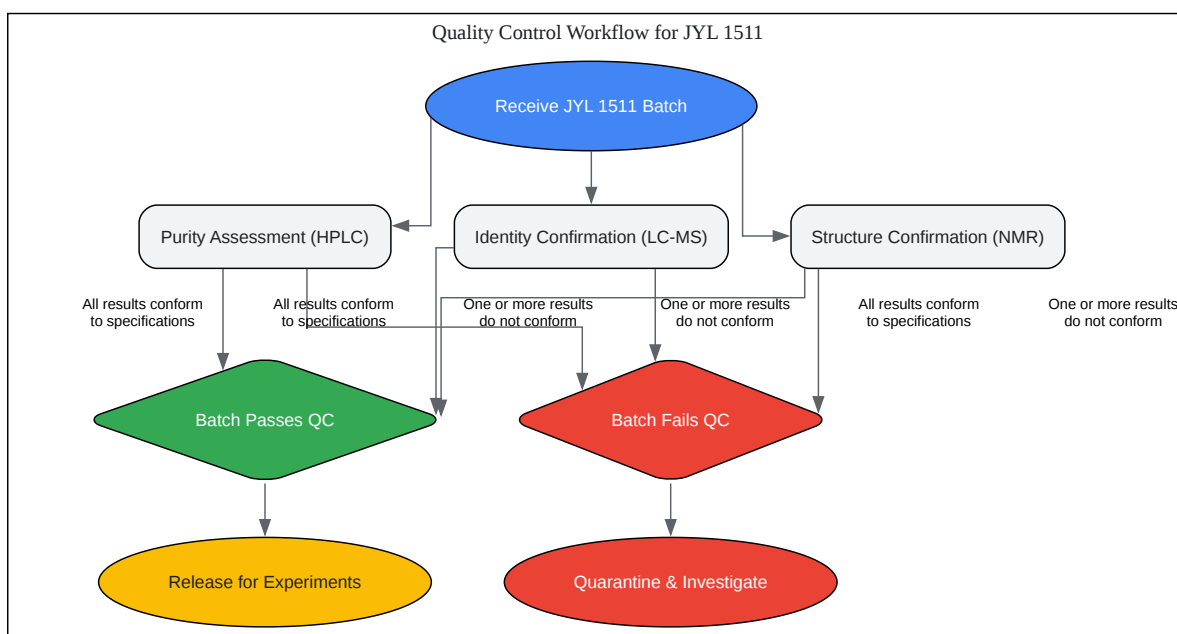 Quality Control Workflow for JYL 1511
Receive JYL 1511 Batch
Purity Assessment (HPLC)
Identity Confirmation (LC-MS)
Structure Confirmation (NMR)
All results conform
to specifications
All results conform
to specifications
One or more results
do not conform
One or more results
do not conform
All results conform
to specifications
One or more results
do not conform
Batch Passes QC
Batch Fails QC
Release for Experiments
Quarantine & Investigate